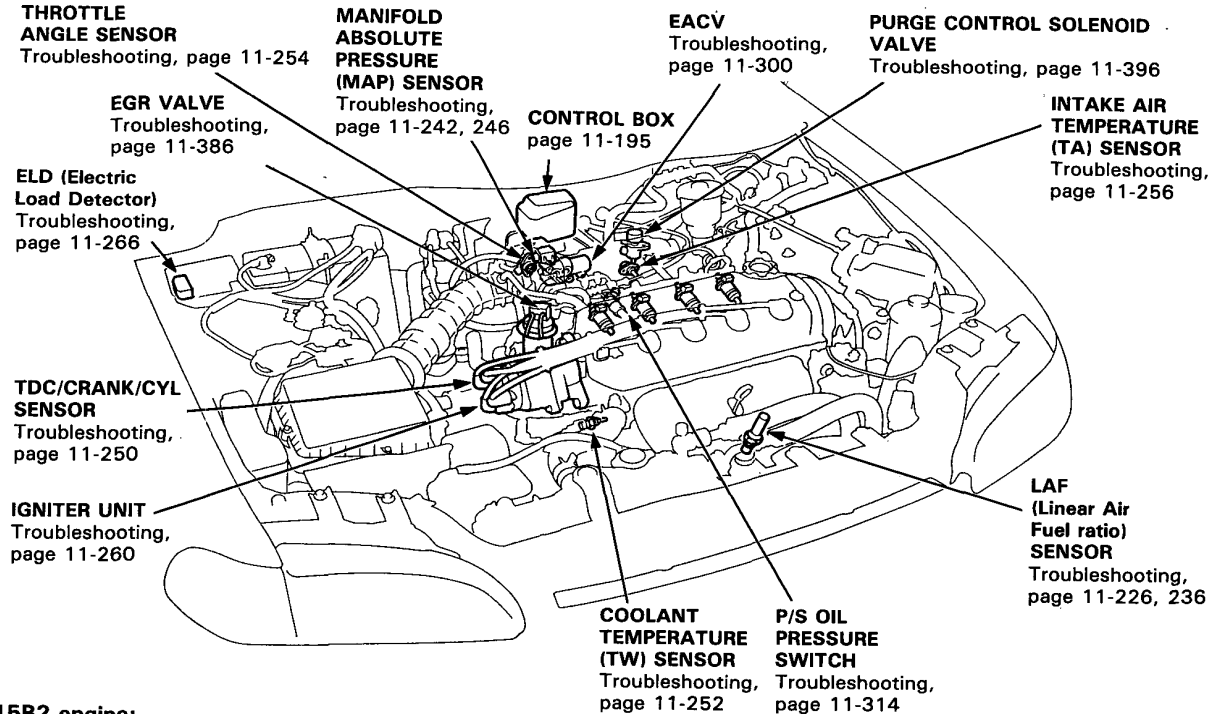 THROTTLE
ANGLE SENSOR
Troubleshooting, page 11-254
MANIFOLD
ABSOLUTE
PRESSURE
(MAP) SENSOR
Troubleshooting,
page 11-242, 246
EACV
Troubleshooting,
page 11-300
PURGE CONTROL SOLENOID
VALVE
Troubleshooting, page 11-396
EGR VALVE
Troubleshooting,
page 11-386
CONTROL BOX
page 11-195
INTAKE AIR
TEMPERATURE
(TA) SENSOR
Troubleshooting,
page 11-256
ELD (Electric
Load Detector)
Troubleshooting,
page 11-266
TDC/CRANK/CYL
SENSOR
Troubleshooting,
page 11-250
IGNITER UNIT
Troubleshooting,
page 11-260
LAF
(Linear Air
Fuel ratio)
SENSOR
Troubleshooting,
page 11-226, 236
COOLANT
TEMPERATURE
(TW) SENSOR
Troubleshooting,
page 11-252
P/S OIL
PRESSURE
SWITCH
Troubleshooting,
page 11-314
engine: